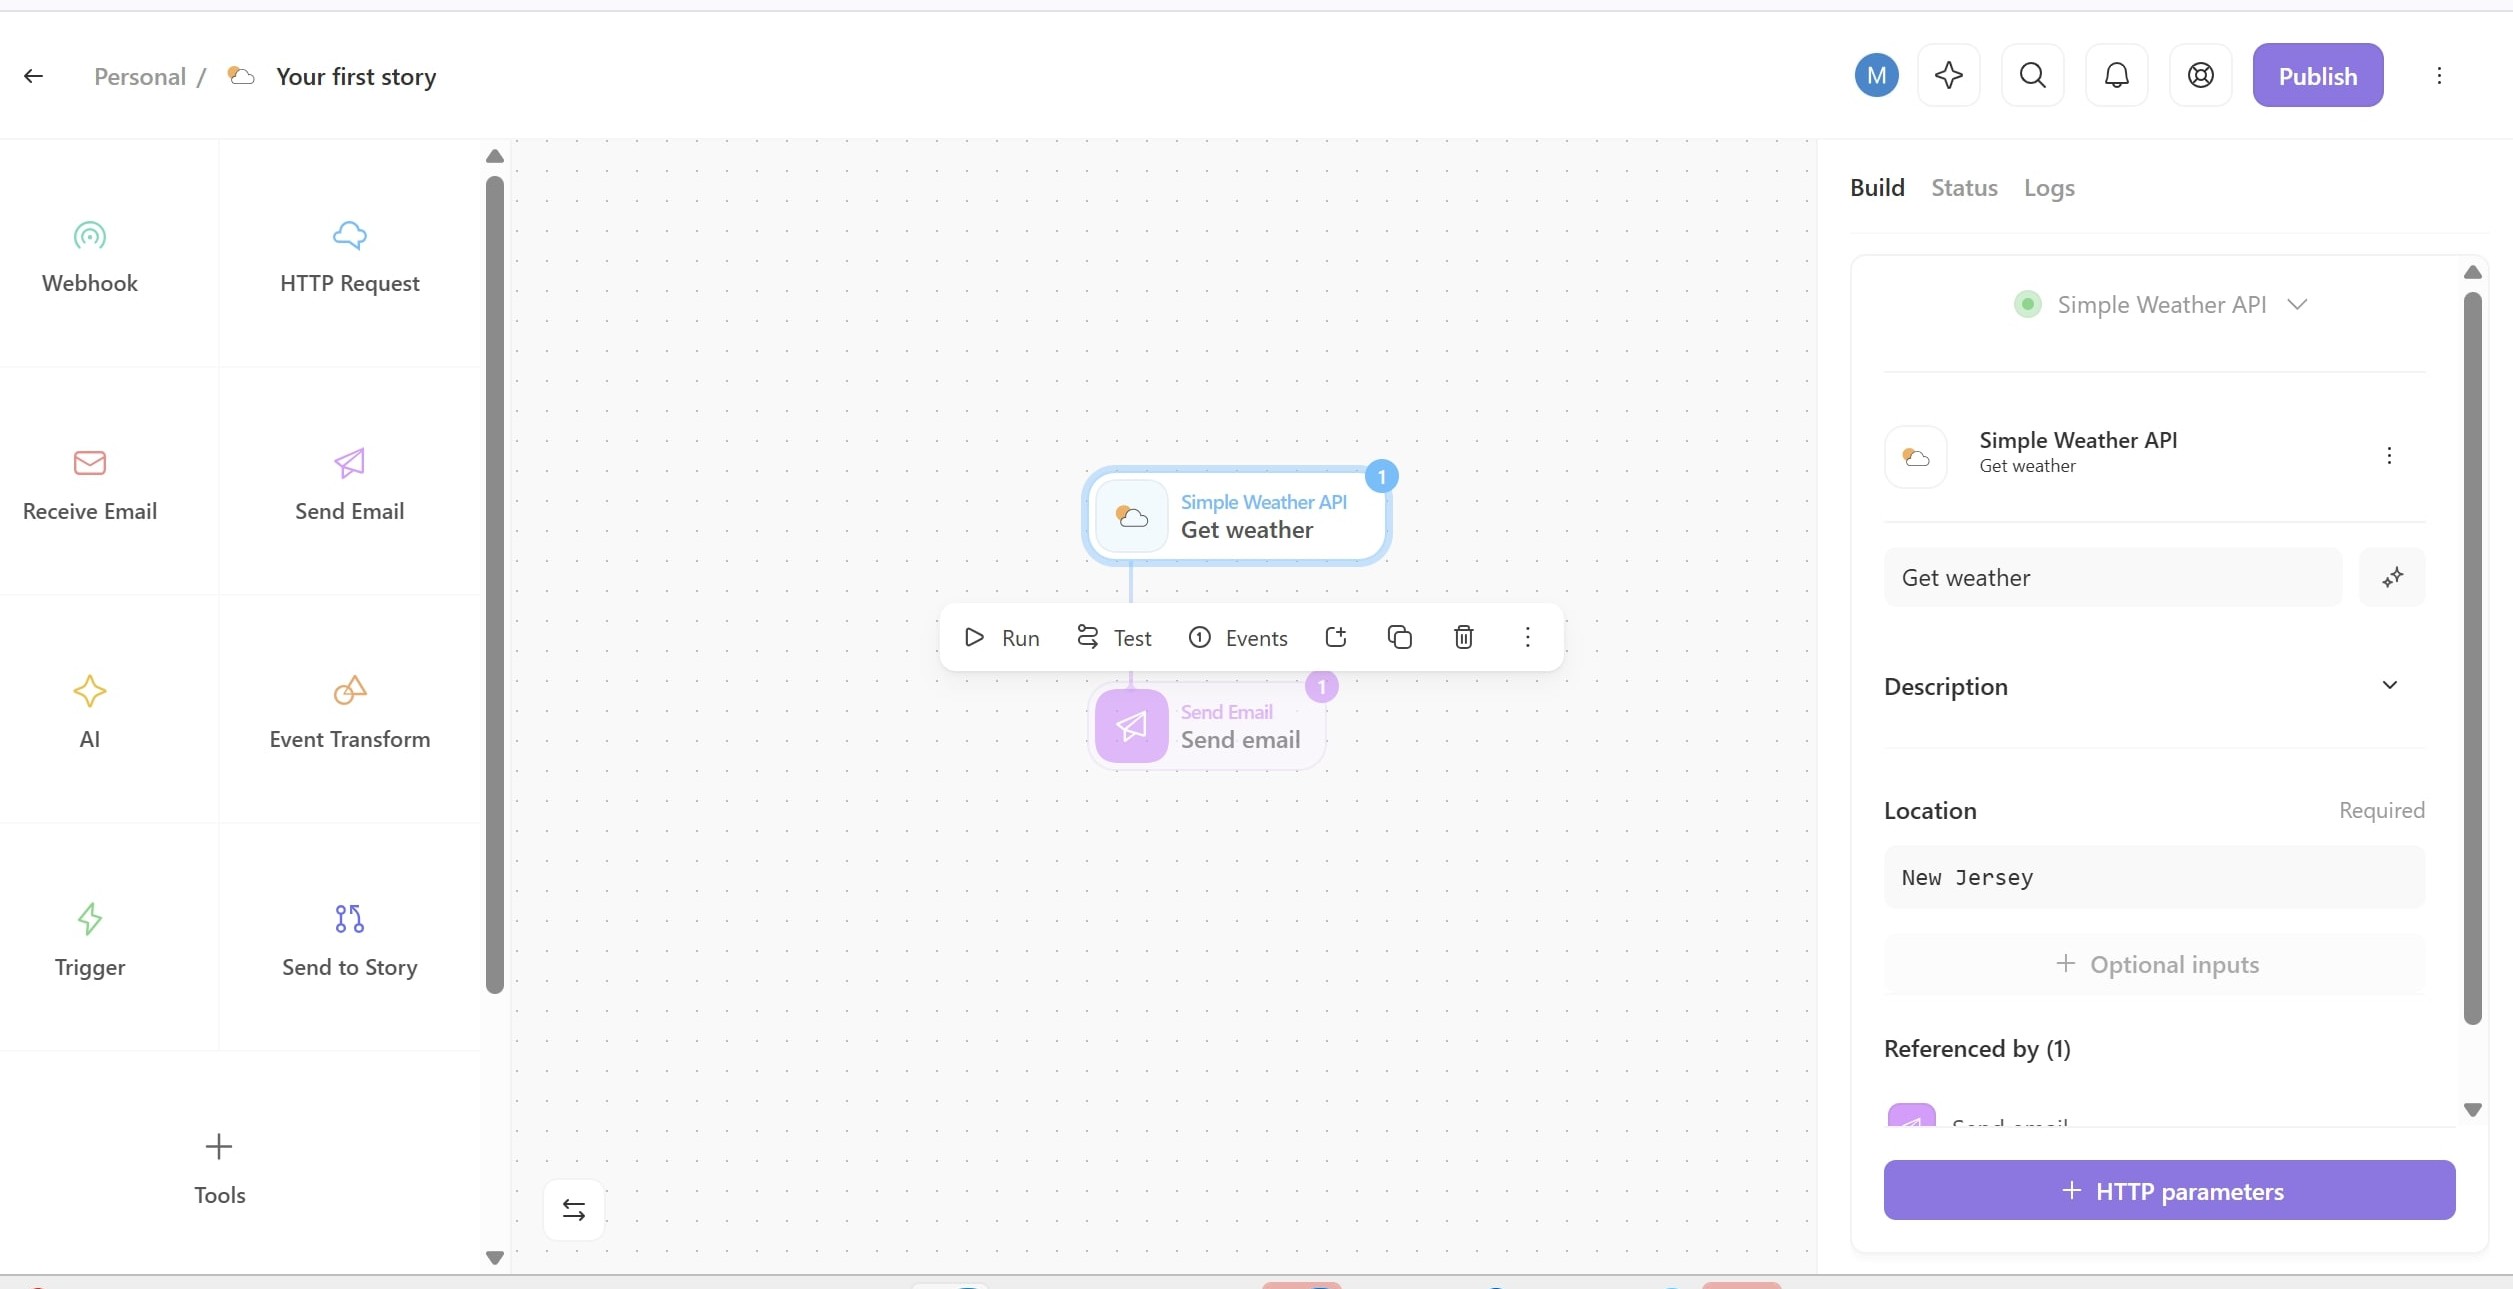 Personal / Your first story
M
Publish
Webhook
HTTP Request
Receive Email
Send Email
AI
Event Transform
Trigger
Send to Story
Tools
1
Simple Weather API
Get weather
Run Test 1 Events
1
Send Email
Send email
Build Status Logs
Simple Weather API
Simple Weather API
Get weather
Get weather
Description
Location Required
New Jersey
Optional inputs
Referenced by (1)
Send email
HTTP parameters